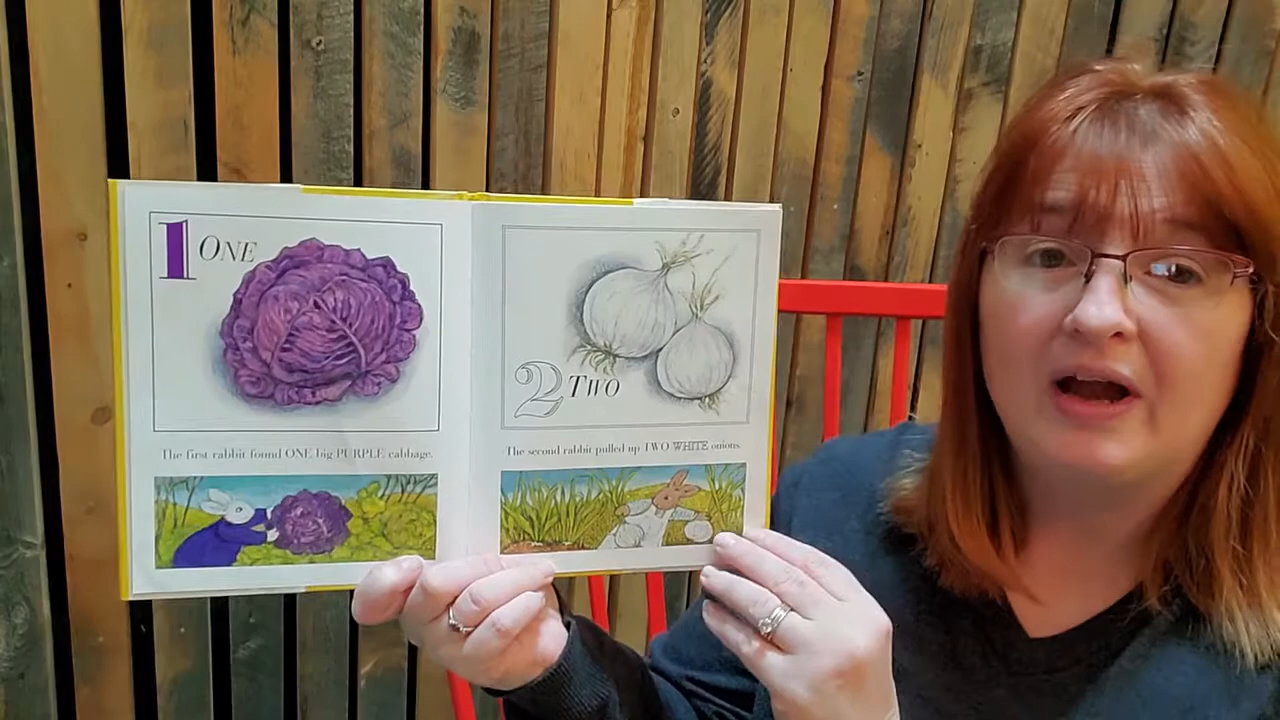 1 ONE
The first rabbit found ONE big PURPLE cabbage.
2 TWO
The second rabbit pulled up TWO WHITE onions.